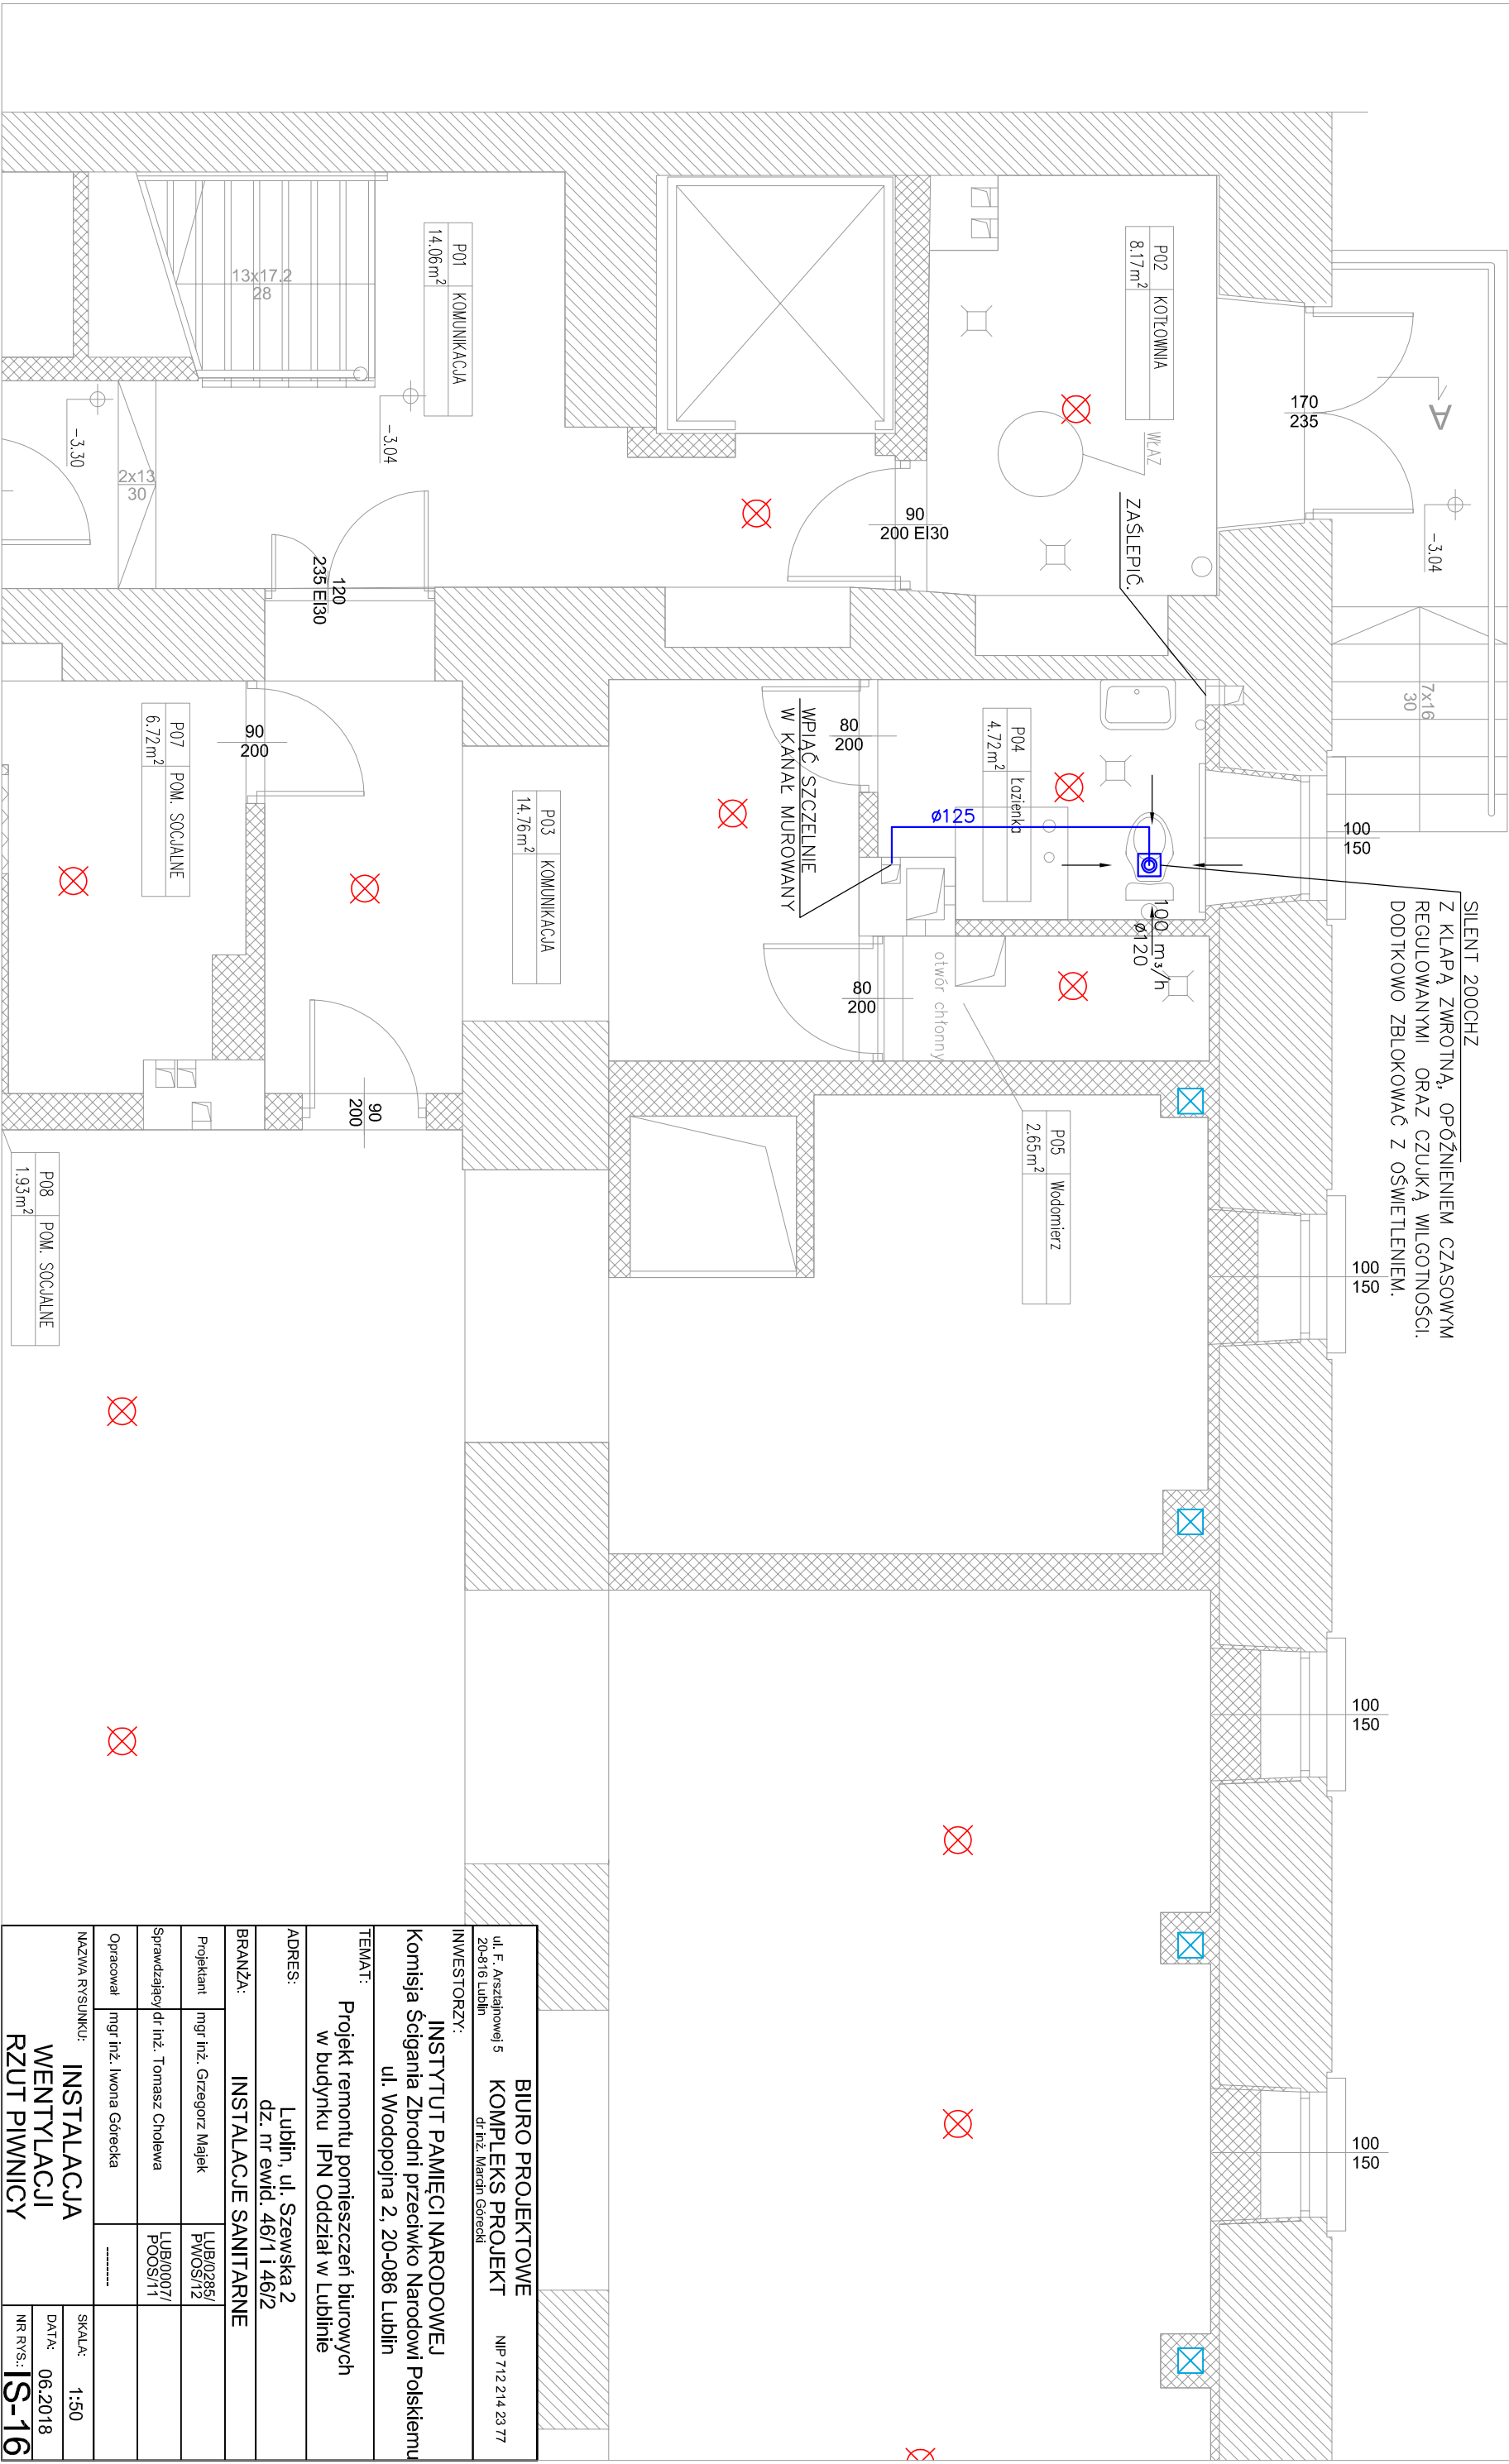 SILENT 200CHZ
Z KLAPĄ ZWROTNĄ, OPÓŹNIENIEM CZASOWYM
REGULOWANYMI ORAZ CZUJKĄ WILGOTNOŚCI.
DODTKOWO ZBLOKOWAĆ Z OŚWIETLENIEM.
A
-3.04
7x16
30
170
235
100
150
100
150
100
150
100
150
P02 KOTŁOWNIA
8.17m²
WŁAZ
ZAŚLEPIĆ.
90
200 EI30
P04 Łazienka
4.72m²
ø125
100 m³/h
ø120
80
200
WPIĄĆ SZCZELNIE
W KANAŁ MUROWANY
80
200
otwór chłonny
P05 Wodomierz
2.65m²
P01 KOMUNIKACJA
14.06m²
13x17.2
28
-3.04
-3.30
2x13
30
120
235 EI30
P03 KOMUNIKACJA
14.76m²
90
200
P07 POM. SOCJALNE
6.72m²
90
200
P08 POM. SOCJALNE
1.93m²
BIURO PROJEKTOWE
KOMPLEKS PROJEKT
ul. F. Arsztajnowej 5
20-816 Lublin
dr inż. Marcin Górecki
NIP 712 214 23 77
INWESTORZY:
INSTYTUT PAMIĘCI NARODOWEJ
Komisja Ścigania Zbrodni przeciwko Narodowi Polskiemu
ul. Wodopojna 2, 20-086 Lublin
TEMAT:
Projekt remontu pomieszczeń biurowych
w budynku IPN Oddział w Lublinie
ADRES:
Lublin, ul. Szewska 2
dz. nr ewid. 46/1 i 46/2
BRANŻA: INSTALACJE SANITARNE
Projektant mgr inż. Grzegorz Majek LUB/0285/
PWOS/12
Sprawdzający dr inż. Tomasz Cholewa LUB/0007/
POOS/11
Opracował mgr inż. Iwona Górecka --------
NAZWA RYSUNKU:
INSTALACJA
WENTYLACJI
RZUT PIWNICY
SKALA: 1:50
DATA: 06.2018
NR RYS.: IS-16